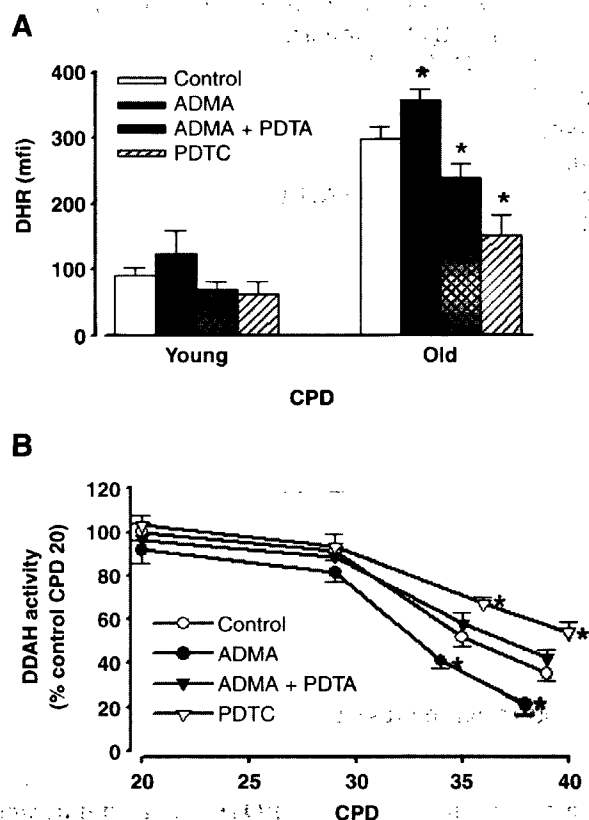 A
400
300
200
100
0
DHR (mfi)
Control
ADMA
ADMA + PDTA
PDTC
*
*
*
Young
Old
CPD
B
120
100
80
60
40
20
0
DDAH activity
(% control CPD 20)
Control
ADMA
ADMA + PDTA
PDTC
*
*
*
*
20
25
30
35
40
CPD